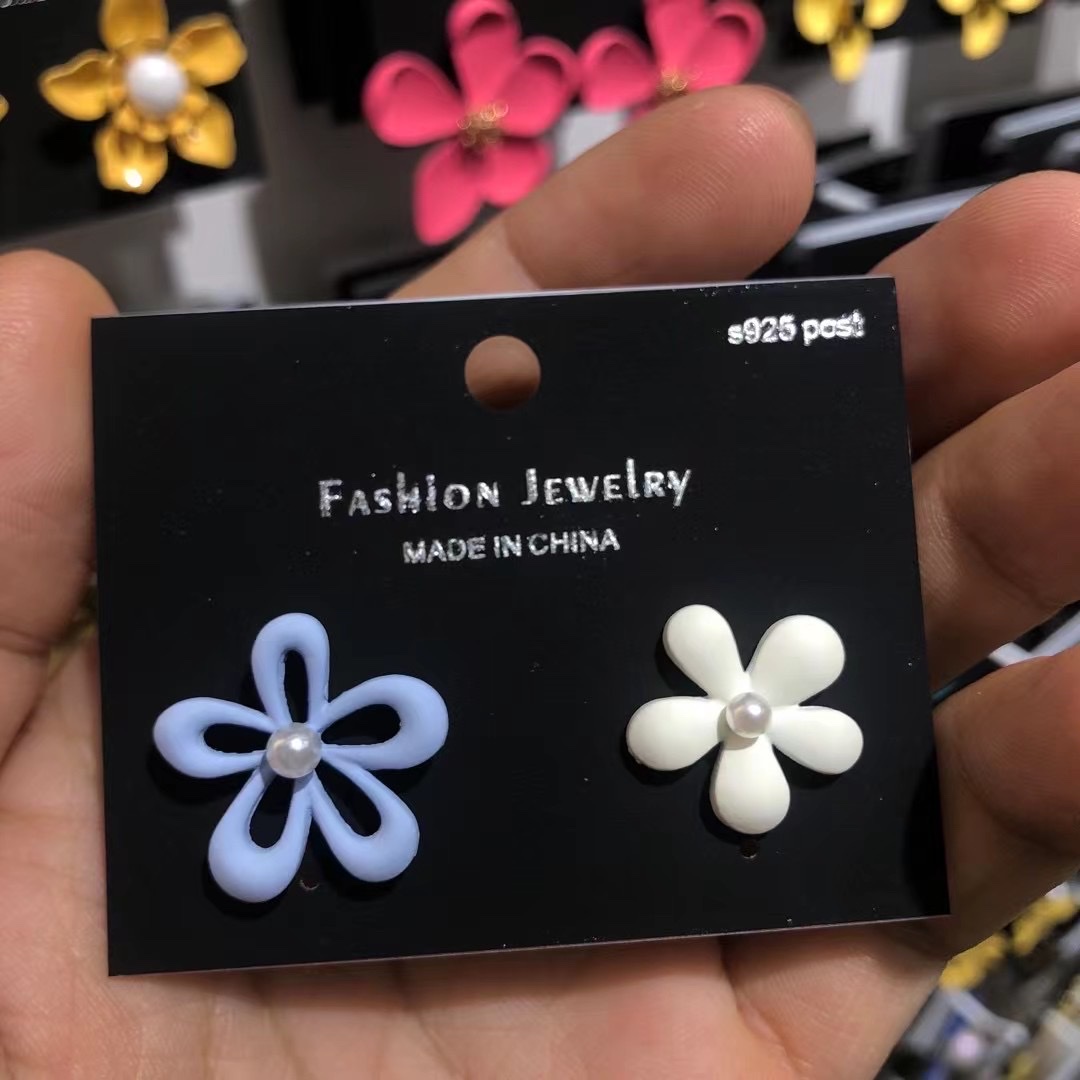 s925 post
Fashion Jewelry
MADE IN CHINA